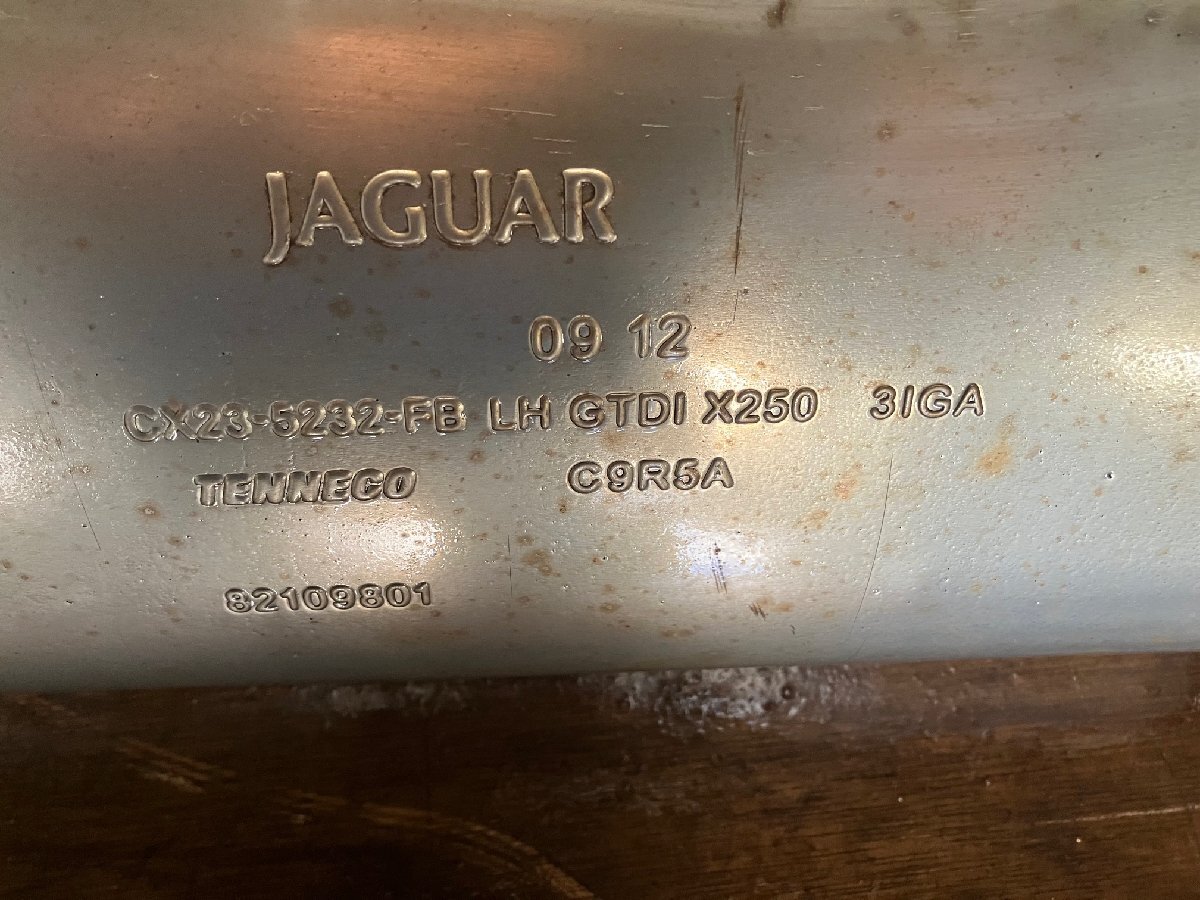 JAGUAR
09 12
CX23-5232-FB LH GTDI X250 3IGA
TENNECO C9R5A
82109801